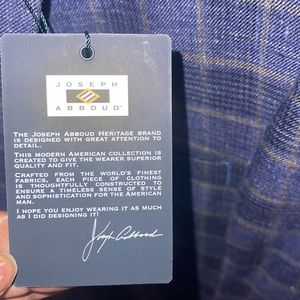 JOSEPH
ABBOUD
THE JOSEPH ABBOUD HERITAGE BRAND
IS DESIGNED WITH GREAT ATTENTION TO
DETAIL.
THIS MODERN AMERICAN COLLECTION IS
CREATED TO GIVE THE WEARER SUPERIOR
QUALITY AND FIT.
CRAFTED FROM THE WORLD'S FINEST
FABRICS, EACH PIECE OF CLOTHING
IS THOUGHTFULLY CONSTRUCTED TO
ENSURE A TIMELESS SENSE OF STYLE
AND SOPHISTICATION FOR THE AMERICAN
MAN.
I HOPE YOU ENJOY WEARING IT AS MUCH
AS I DID DESIGNING IT!
Joseph Abboud